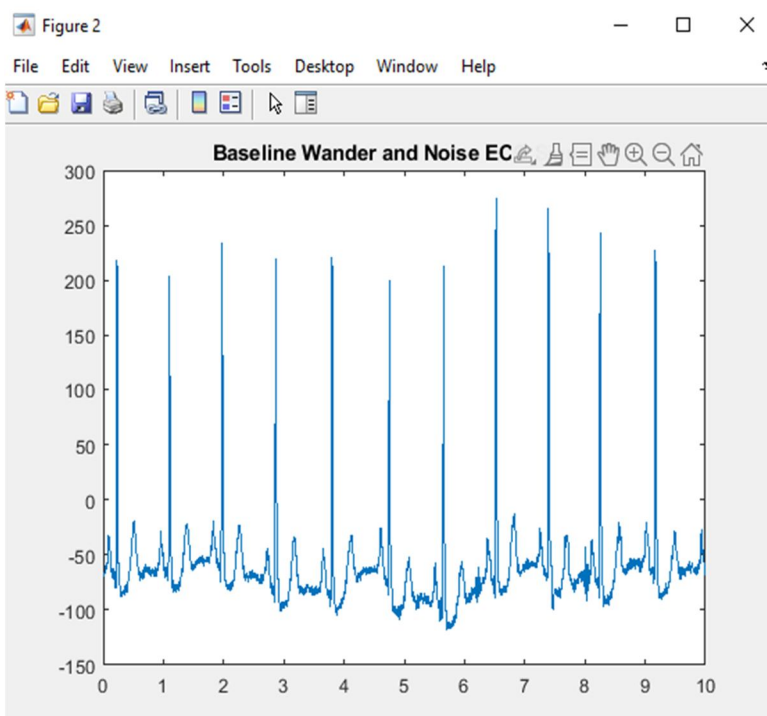 Figure 2
File Edit View Insert Tools Desktop Window Help
Baseline Wander and Noise EC
300
250
200
150
100
50
0
-50
-100
-150
0 1 2 3 4 5 6 7 8 9 10